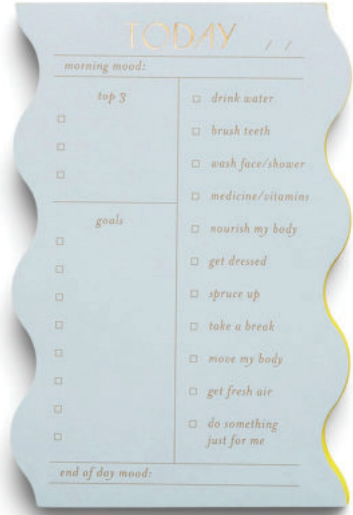 TODAY / /
morning mood:
top 3
□
□
□
goals
□
□
□
□
□
□
□
□
□ drink water
□ brush teeth
□ wash face/shower
□ medicine/vitamins
□ nourish my body
□ get dressed
□ spruce up
□ take a break
□ move my body
□ get fresh air
□ do something
just for me
end of day mood: